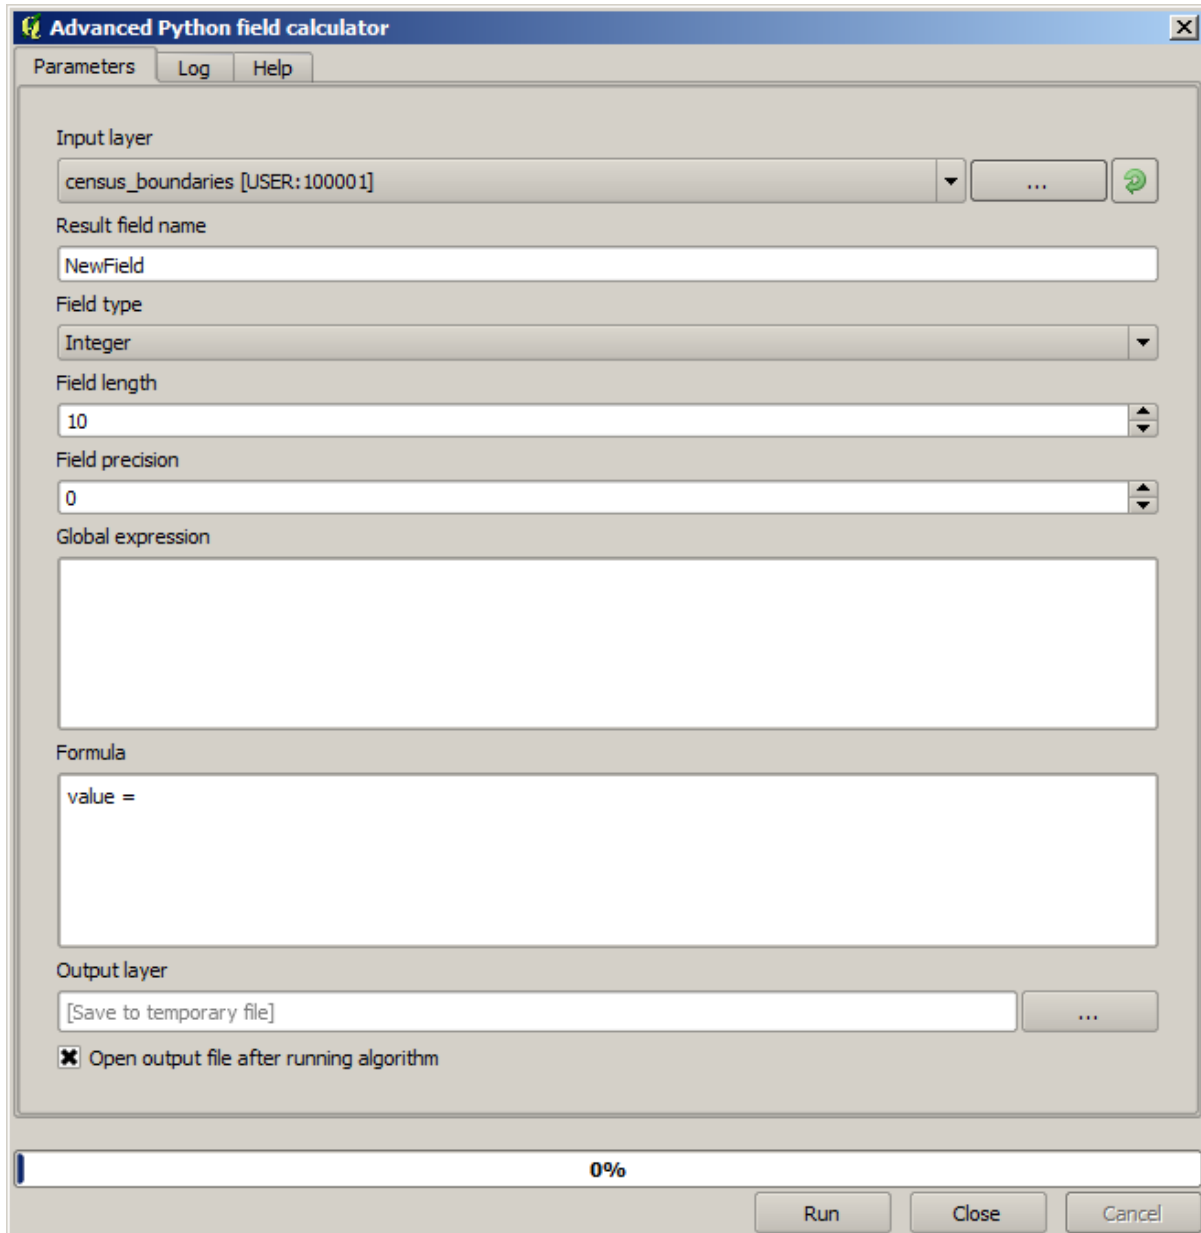 Advanced Python field calculator
Parameters Log Help
Input layer
census_boundaries [USER:100001] ...
Result field name
NewField
Field type
Integer
Field length
10
Field precision
0
Global expression
Formula
value =
Output layer
[Save to temporary file] ...
Open output file after running algorithm
0%
Run Close Cancel